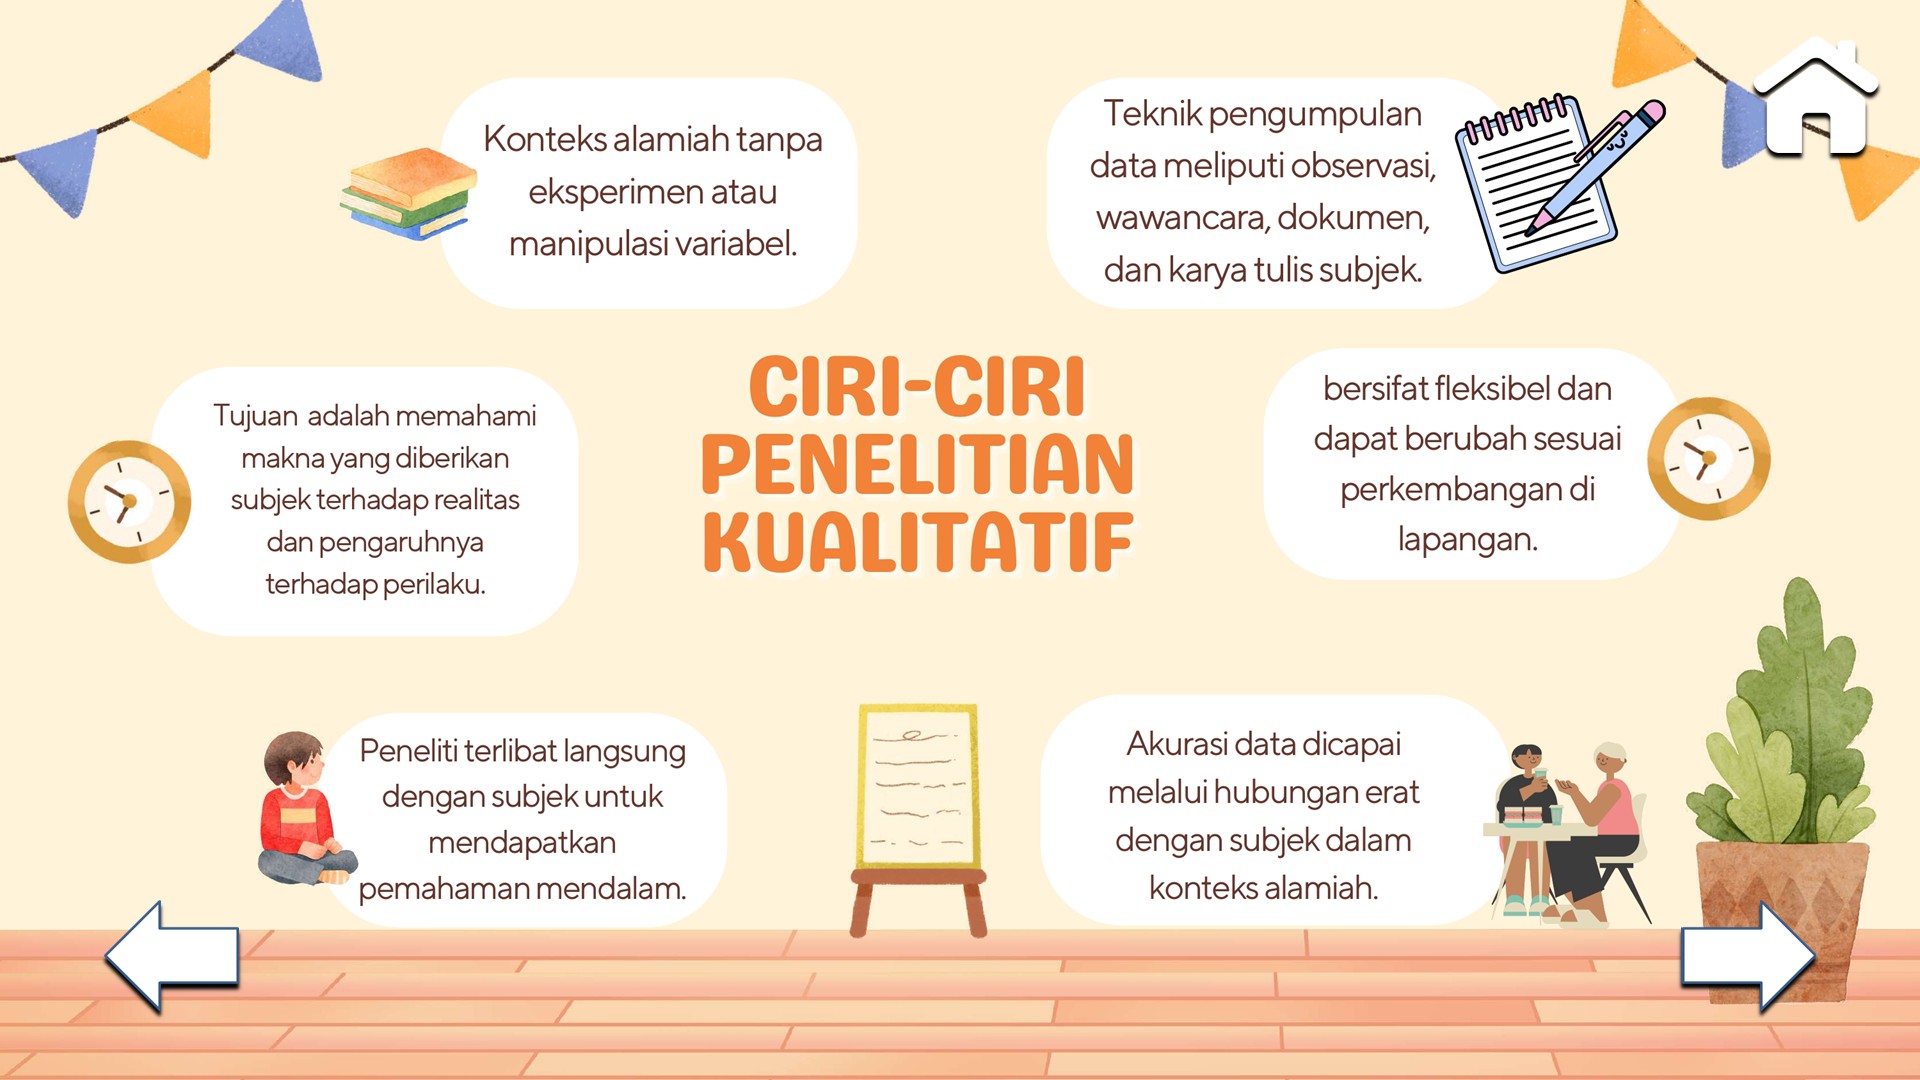 Konteks alamiah tanpa
eksperimen atau
manipulasi variabel.
Teknik pengumpulan
data meliputi observasi,
wawancara, dokumen,
dan karya tulis subjek.
CIRI-CIRI
PENELITIAN
KUALITATIF
Tujuan  adalah memahami
makna yang diberikan
subjek terhadap realitas
dan pengaruhnya
terhadap perilaku.
bersifat fleksibel dan
dapat berubah sesuai
perkembangan di
lapangan.
Peneliti terlibat langsung
dengan subjek untuk
mendapatkan
pemahaman mendalam.
Akurasi data dicapai
melalui hubungan erat
dengan subjek dalam
konteks alamiah.